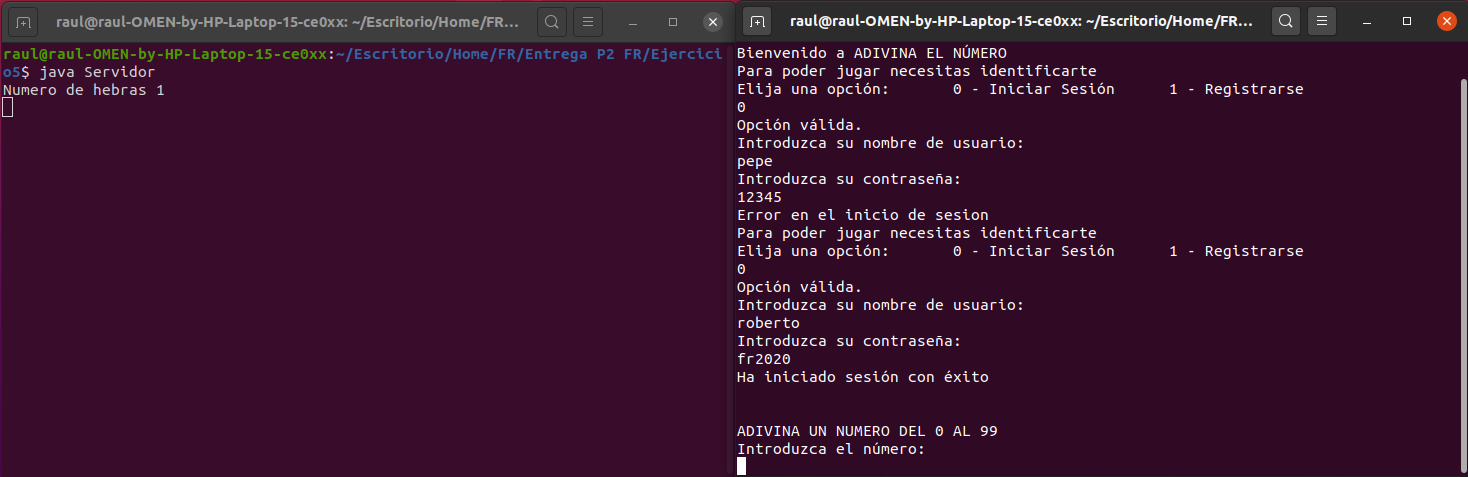 raul@raul-OMEN-by-HP-Laptop-15-ce0xx: ~/Escritorio/Home/FR...
raul@raul-OMEN-by-HP-Laptop-15-ce0xx:~/Escritorio/Home/FR/Entrega P2 FR/Ejercici
o5$ java Servidor
Numero de hebras 1
raul@raul-OMEN-by-HP-Laptop-15-ce0xx: ~/Escritorio/Home/FR...
Bienvenido a ADIVINA EL NÚMERO
Para poder jugar necesitas identificarte
Elija una opción:       0 - Iniciar Sesión      1 - Registrarse
0
Opción válida.
Introduzca su nombre de usuario:
pepe
Introduzca su contraseña:
12345
Error en el inicio de sesion
Para poder jugar necesitas identificarte
Elija una opción:       0 - Iniciar Sesión      1 - Registrarse
0
Opción válida.
Introduzca su nombre de usuario:
roberto
Introduzca su contraseña:
fr2020
Ha iniciado sesión con éxito
ADIVINA UN NUMERO DEL 0 AL 99
Introduzca el número: